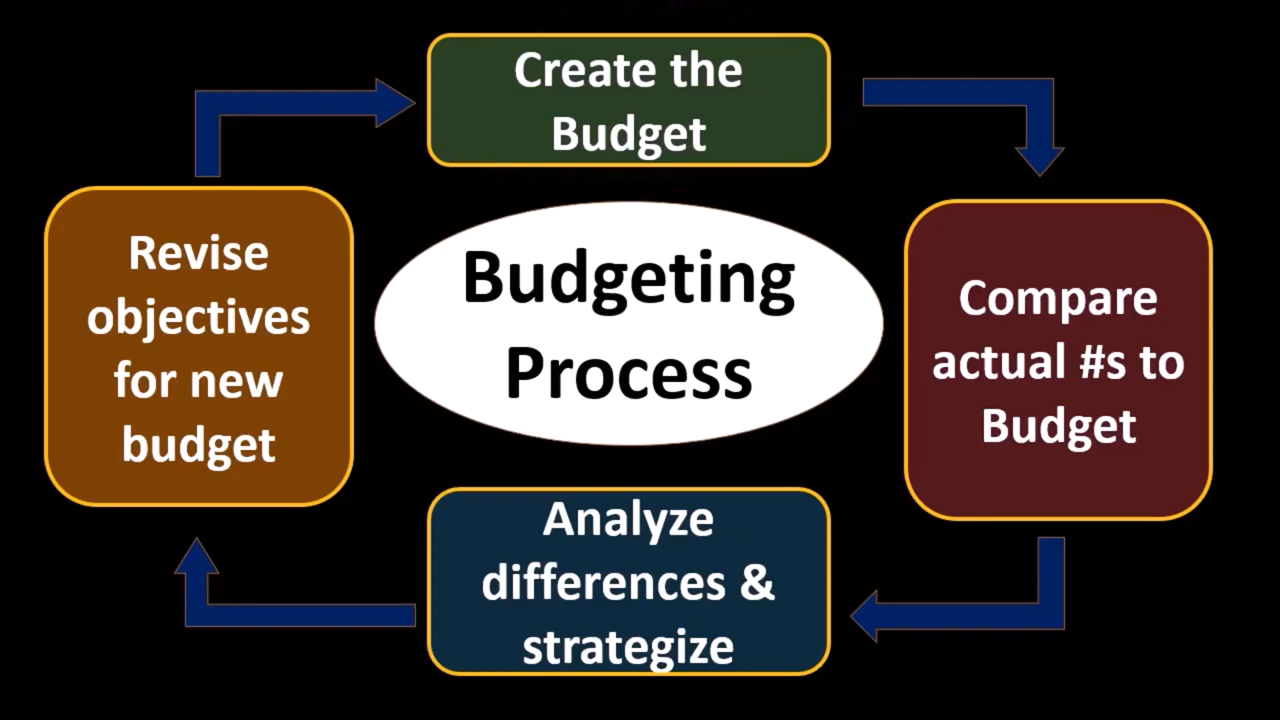 Create the
Budget
Revise
objectives
for new
budget
Budgeting
Process
Compare
actual #s to
Budget
Analyze
differences &
strategize